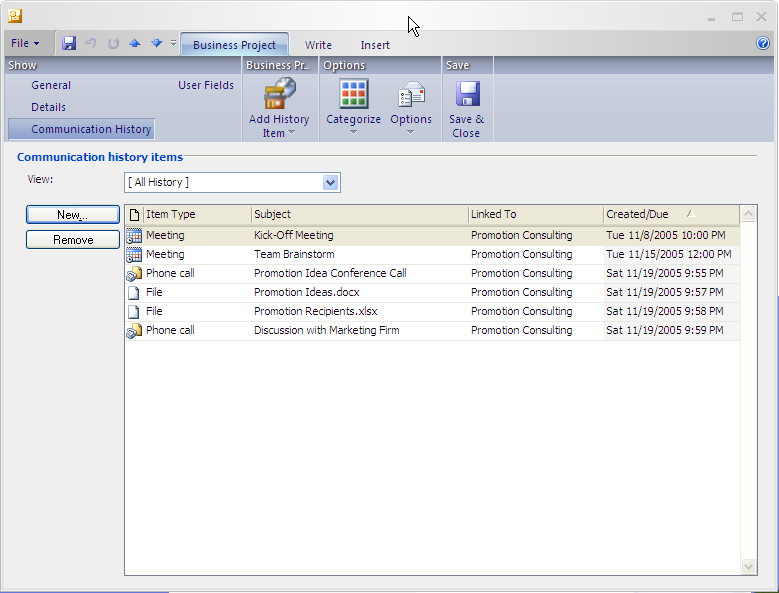 File
Business Project Write Insert
Show Business Pr... Options Save
General User Fields
Details
Communication History
Add History Item
Categorize
Options
Save & Close
Communication history items
View: [ All History ]
New...
Remove
Item Type Subject Linked To Created/Due
Meeting Kick-Off Meeting Promotion Consulting Tue 11/8/2005 10:00 PM
Meeting Team Brainstorm Promotion Consulting Tue 11/15/2005 12:00 PM
Phone call Promotion Idea Conference Call Promotion Consulting Sat 11/19/2005 9:55 PM
File Promotion Ideas.docx Promotion Consulting Sat 11/19/2005 9:57 PM
File Promotion Recipients.xlsx Promotion Consulting Sat 11/19/2005 9:58 PM
Phone call Discussion with Marketing Firm Promotion Consulting Sat 11/19/2005 9:59 PM